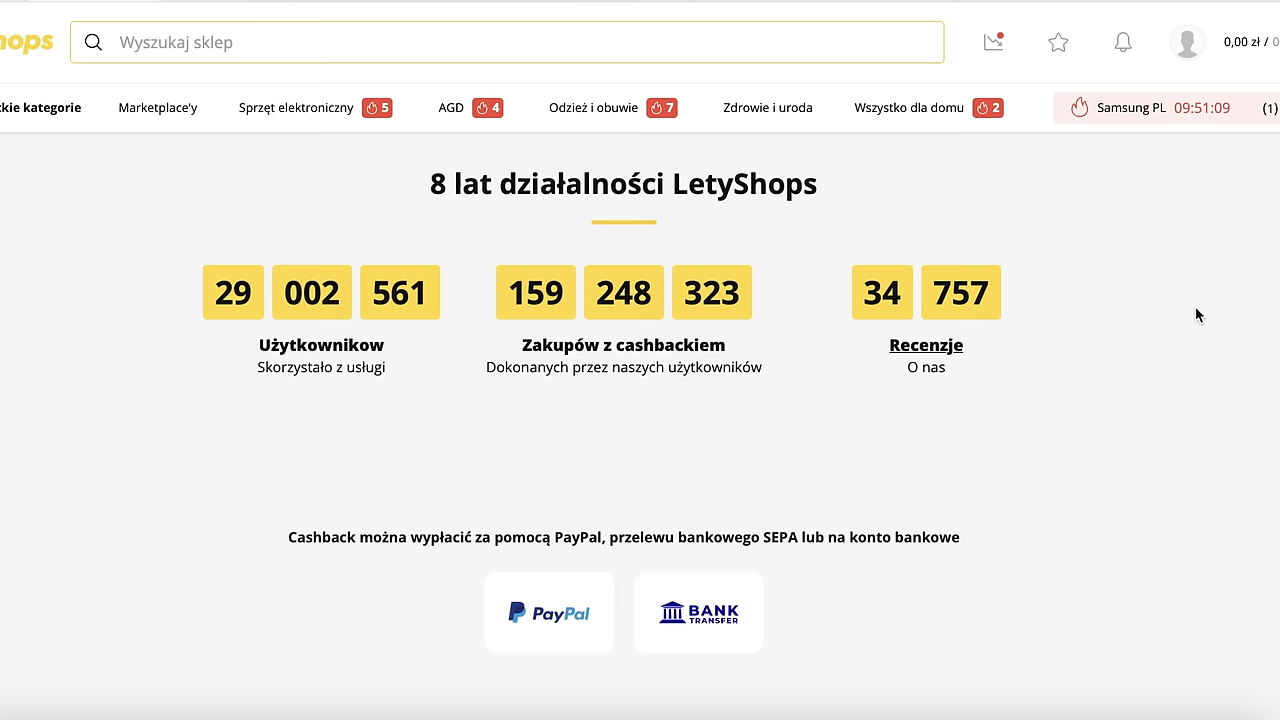 hops
Wyszukaj sklep
0,00 zł / 0
kie kategorie Marketplace'y Sprzęt elektroniczny 5 AGD 4 Odzież i obuwie 7 Zdrowie i uroda Wszystko dla domu 2 Samsung PL 09:51:09 (1)
8 lat działalności LetyShops
29 002 561 159 248 323 34 757
Użytkownikow Zakupów z cashbackiem Recenzje
Skorzystało z usługi Dokonanych przez naszych użytkowników O nas
Cashback można wypłacić za pomocą PayPal, przelewu bankowego SEPA lub na konto bankowe
PayPal BANK
TRANSFER